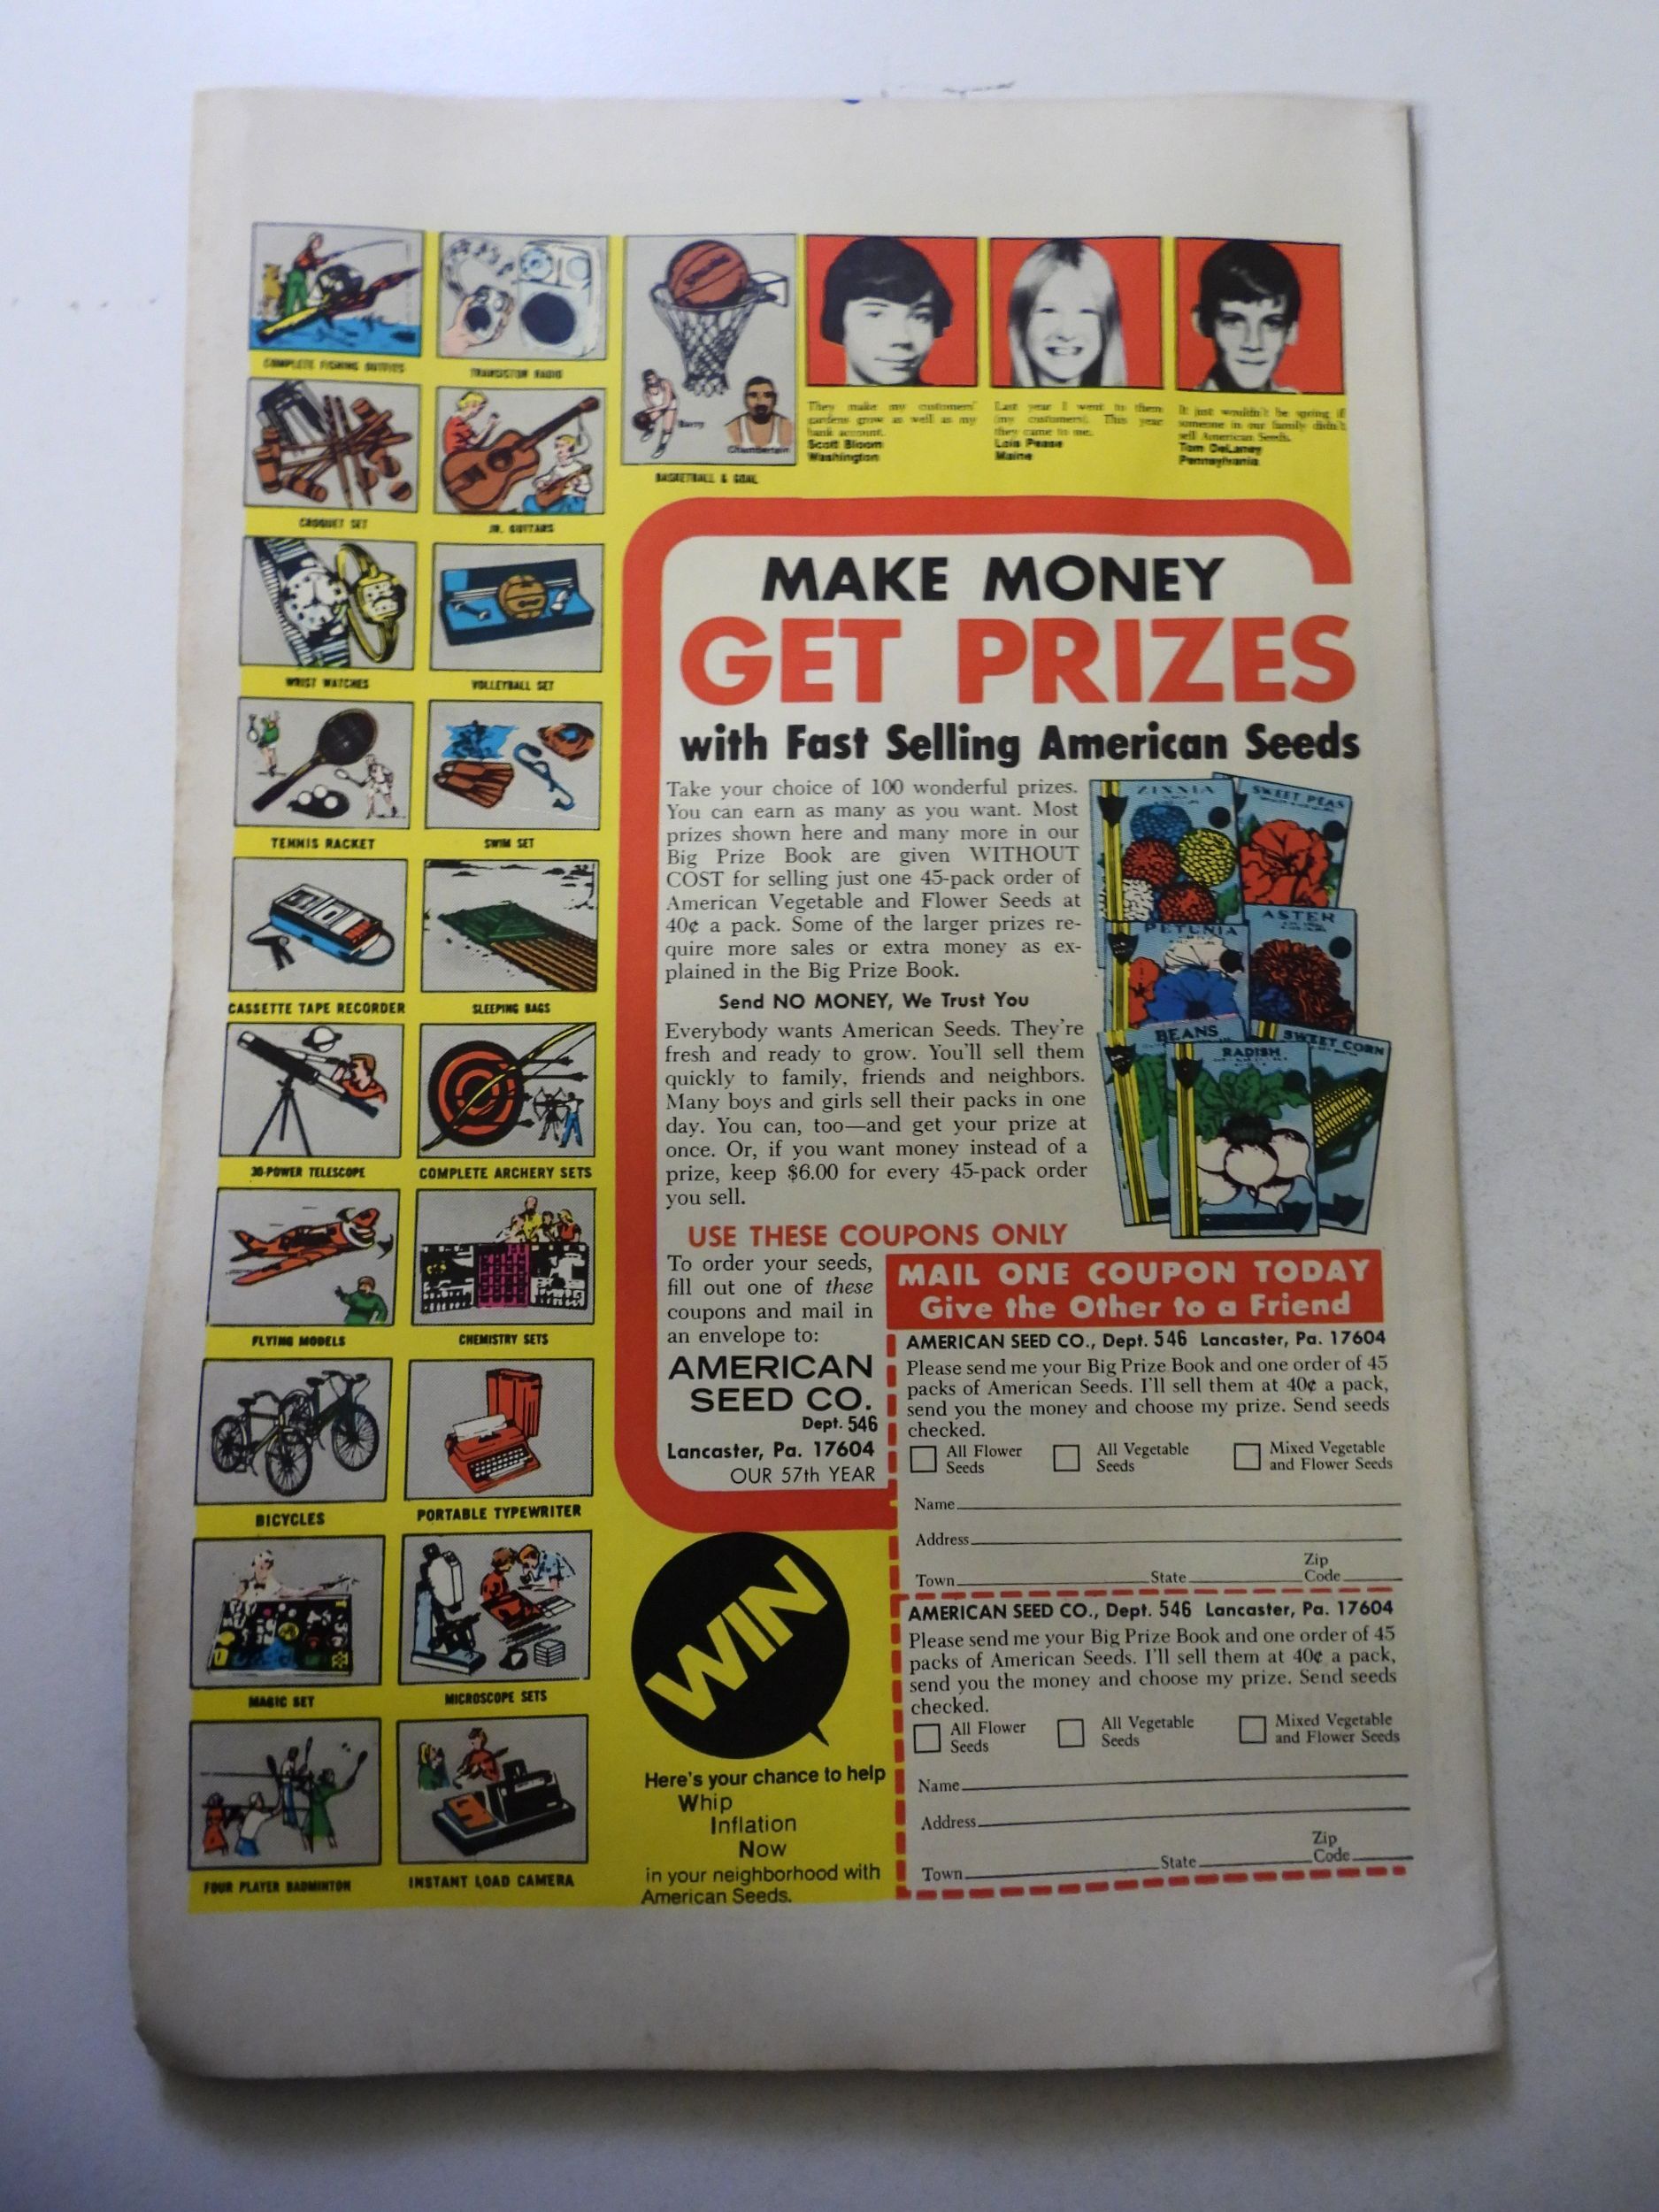 COMPLETE FISHING OUTFITS
TRANSISTOR RADIO
CROQUET SET
JR. GUITARS
WRIST WATCHES
VOLLEYBALL SET
TENNIS RACKET
SWIM SET
CASSETTE TAPE RECORDER
SLEEPING BAGS
30-POWER TELESCOPE
COMPLETE ARCHERY SETS
FLYING MODELS
CHEMISTRY SETS
BICYCLES
PORTABLE TYPEWRITER
MAGIC SET
MICROSCOPE SETS
FOUR PLAYER BADMINTON
INSTANT LOAD CAMERA
Barry
Chamberlain
BASKETBALL & GOAL
They make my customers'
gardens grow as well as my
bank account.
Scott Bloom
Washington
Last year I went to them
(my customers). This year
they came to me.
Lois Pease
Maine
It just wouldn't be spring if
someone in our family didn't
sell American Seeds.
Tom DeLaney
Pennsylvania
MAKE MONEY
GET PRIZES
with Fast Selling American Seeds
Take your choice of 100 wonderful prizes.
You can earn as many as you want. Most
prizes shown here and many more in our
Big Prize Book are given WITHOUT
COST for selling just one 45-pack order of
American Vegetable and Flower Seeds at
40¢ a pack. Some of the larger prizes re-
quire more sales or extra money as ex-
plained in the Big Prize Book.
Send NO MONEY, We Trust You
Everybody wants American Seeds. They're
fresh and ready to grow. You'll sell them
quickly to family, friends and neighbors.
Many boys and girls sell their packs in one
day. You can, too—and get your prize at
once. Or, if you want money instead of a
prize, keep $6.00 for every 45-pack order
you sell.
ZINNIA
SWEET PEAS
PETUNIA
ASTER
BEANS
RADISH
SWEET CORN
USE THESE COUPONS ONLY
To order your seeds,
fill out one of these
coupons and mail in
an envelope to:
AMERICAN
SEED CO.
Dept. 546
Lancaster, Pa. 17604
OUR 57th YEAR
WIN
Here's your chance to help
Whip
Inflation
Now
in your neighborhood with
American Seeds.
MAIL ONE COUPON TODAY
Give the Other to a Friend
AMERICAN SEED CO., Dept. 546 Lancaster, Pa. 17604
Please send me your Big Prize Book and one order of 45
packs of American Seeds. I'll sell them at 40¢ a pack,
send you the money and choose my prize. Send seeds
checked.
All Flower Seeds
All Vegetable Seeds
Mixed Vegetable and Flower Seeds
Name
Address
Town State Zip Code
AMERICAN SEED CO., Dept. 546 Lancaster, Pa. 17604
Please send me your Big Prize Book and one order of 45
packs of American Seeds. I'll sell them at 40¢ a pack,
send you the money and choose my prize. Send seeds
checked.
All Flower Seeds
All Vegetable Seeds
Mixed Vegetable and Flower Seeds
Name
Address
Town State Zip Code